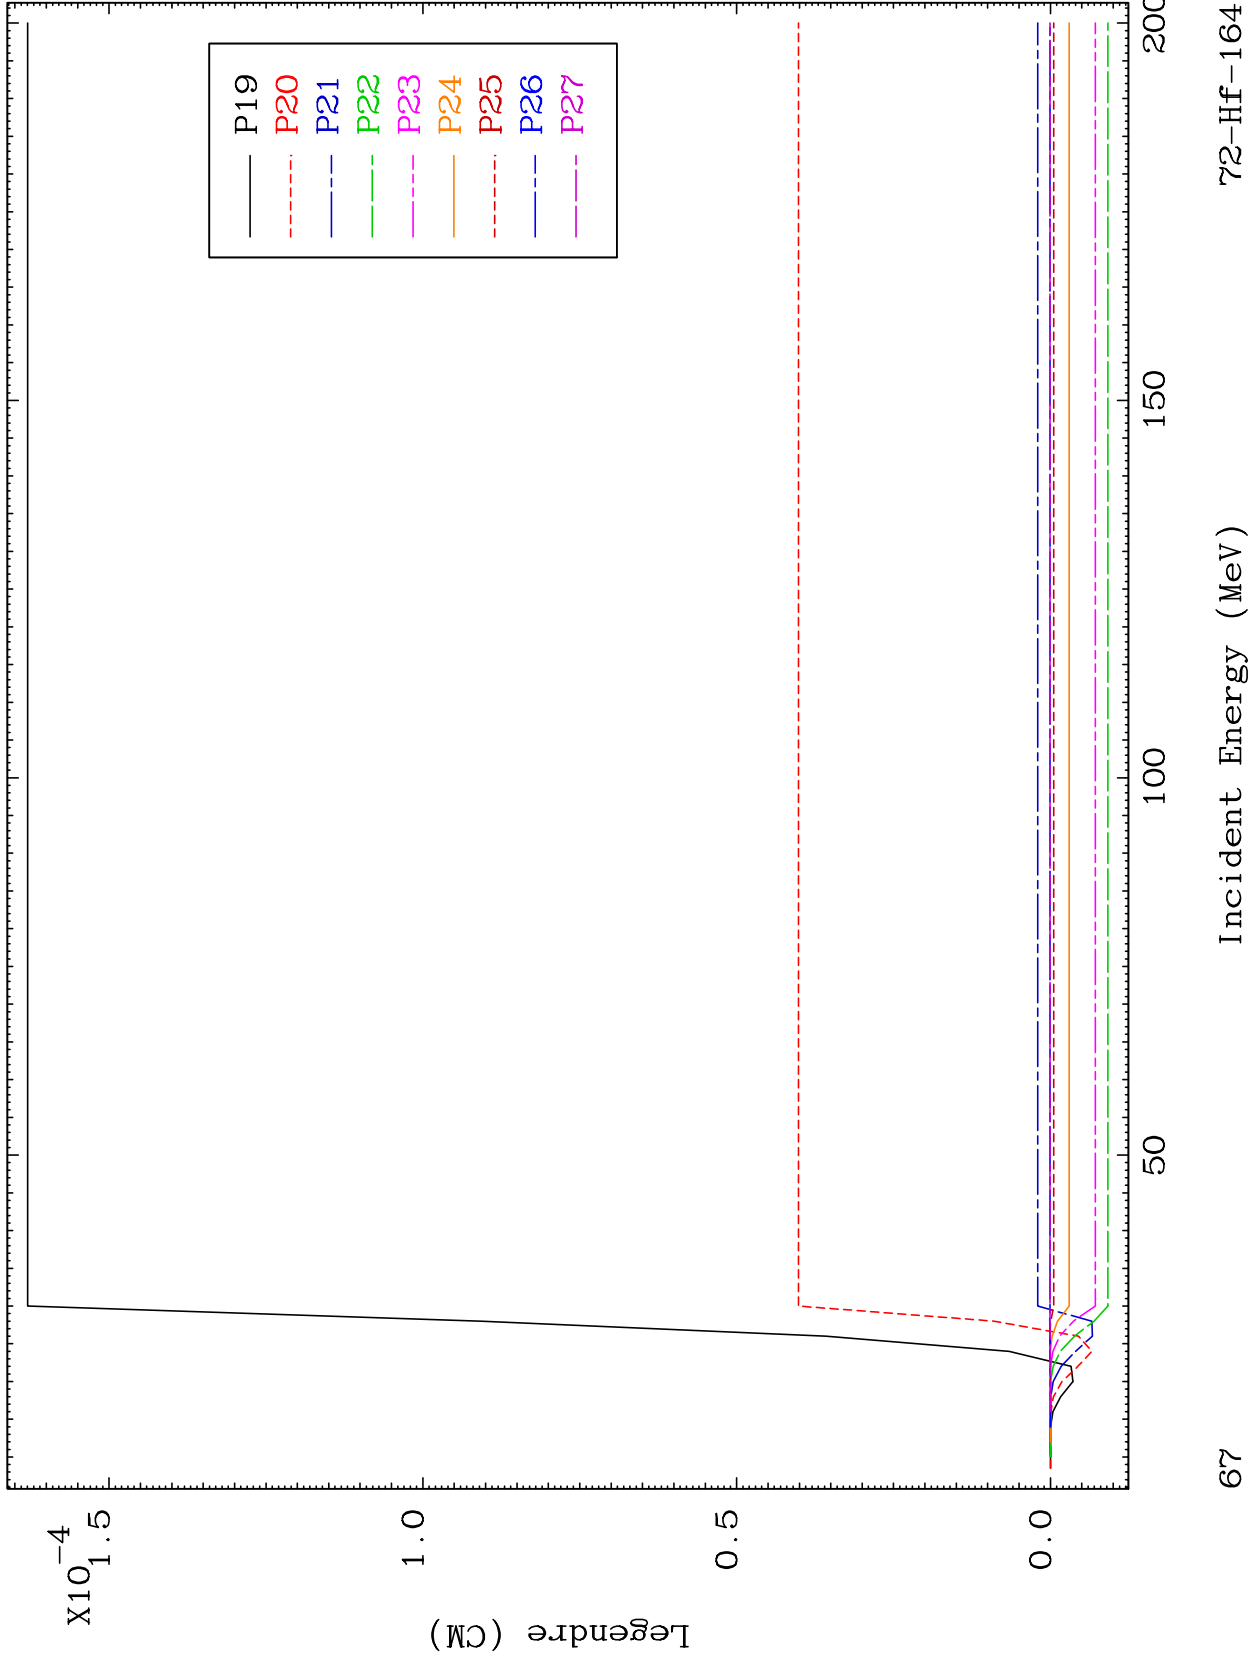 X10-4
1.5
1.0
0.5
0.0
Legendre (CM)
P19
P20
P21
P22
P23
P24
P25
P26
P27
50
100
150
200
Incident Energy (MeV)
67
72-Hf-164